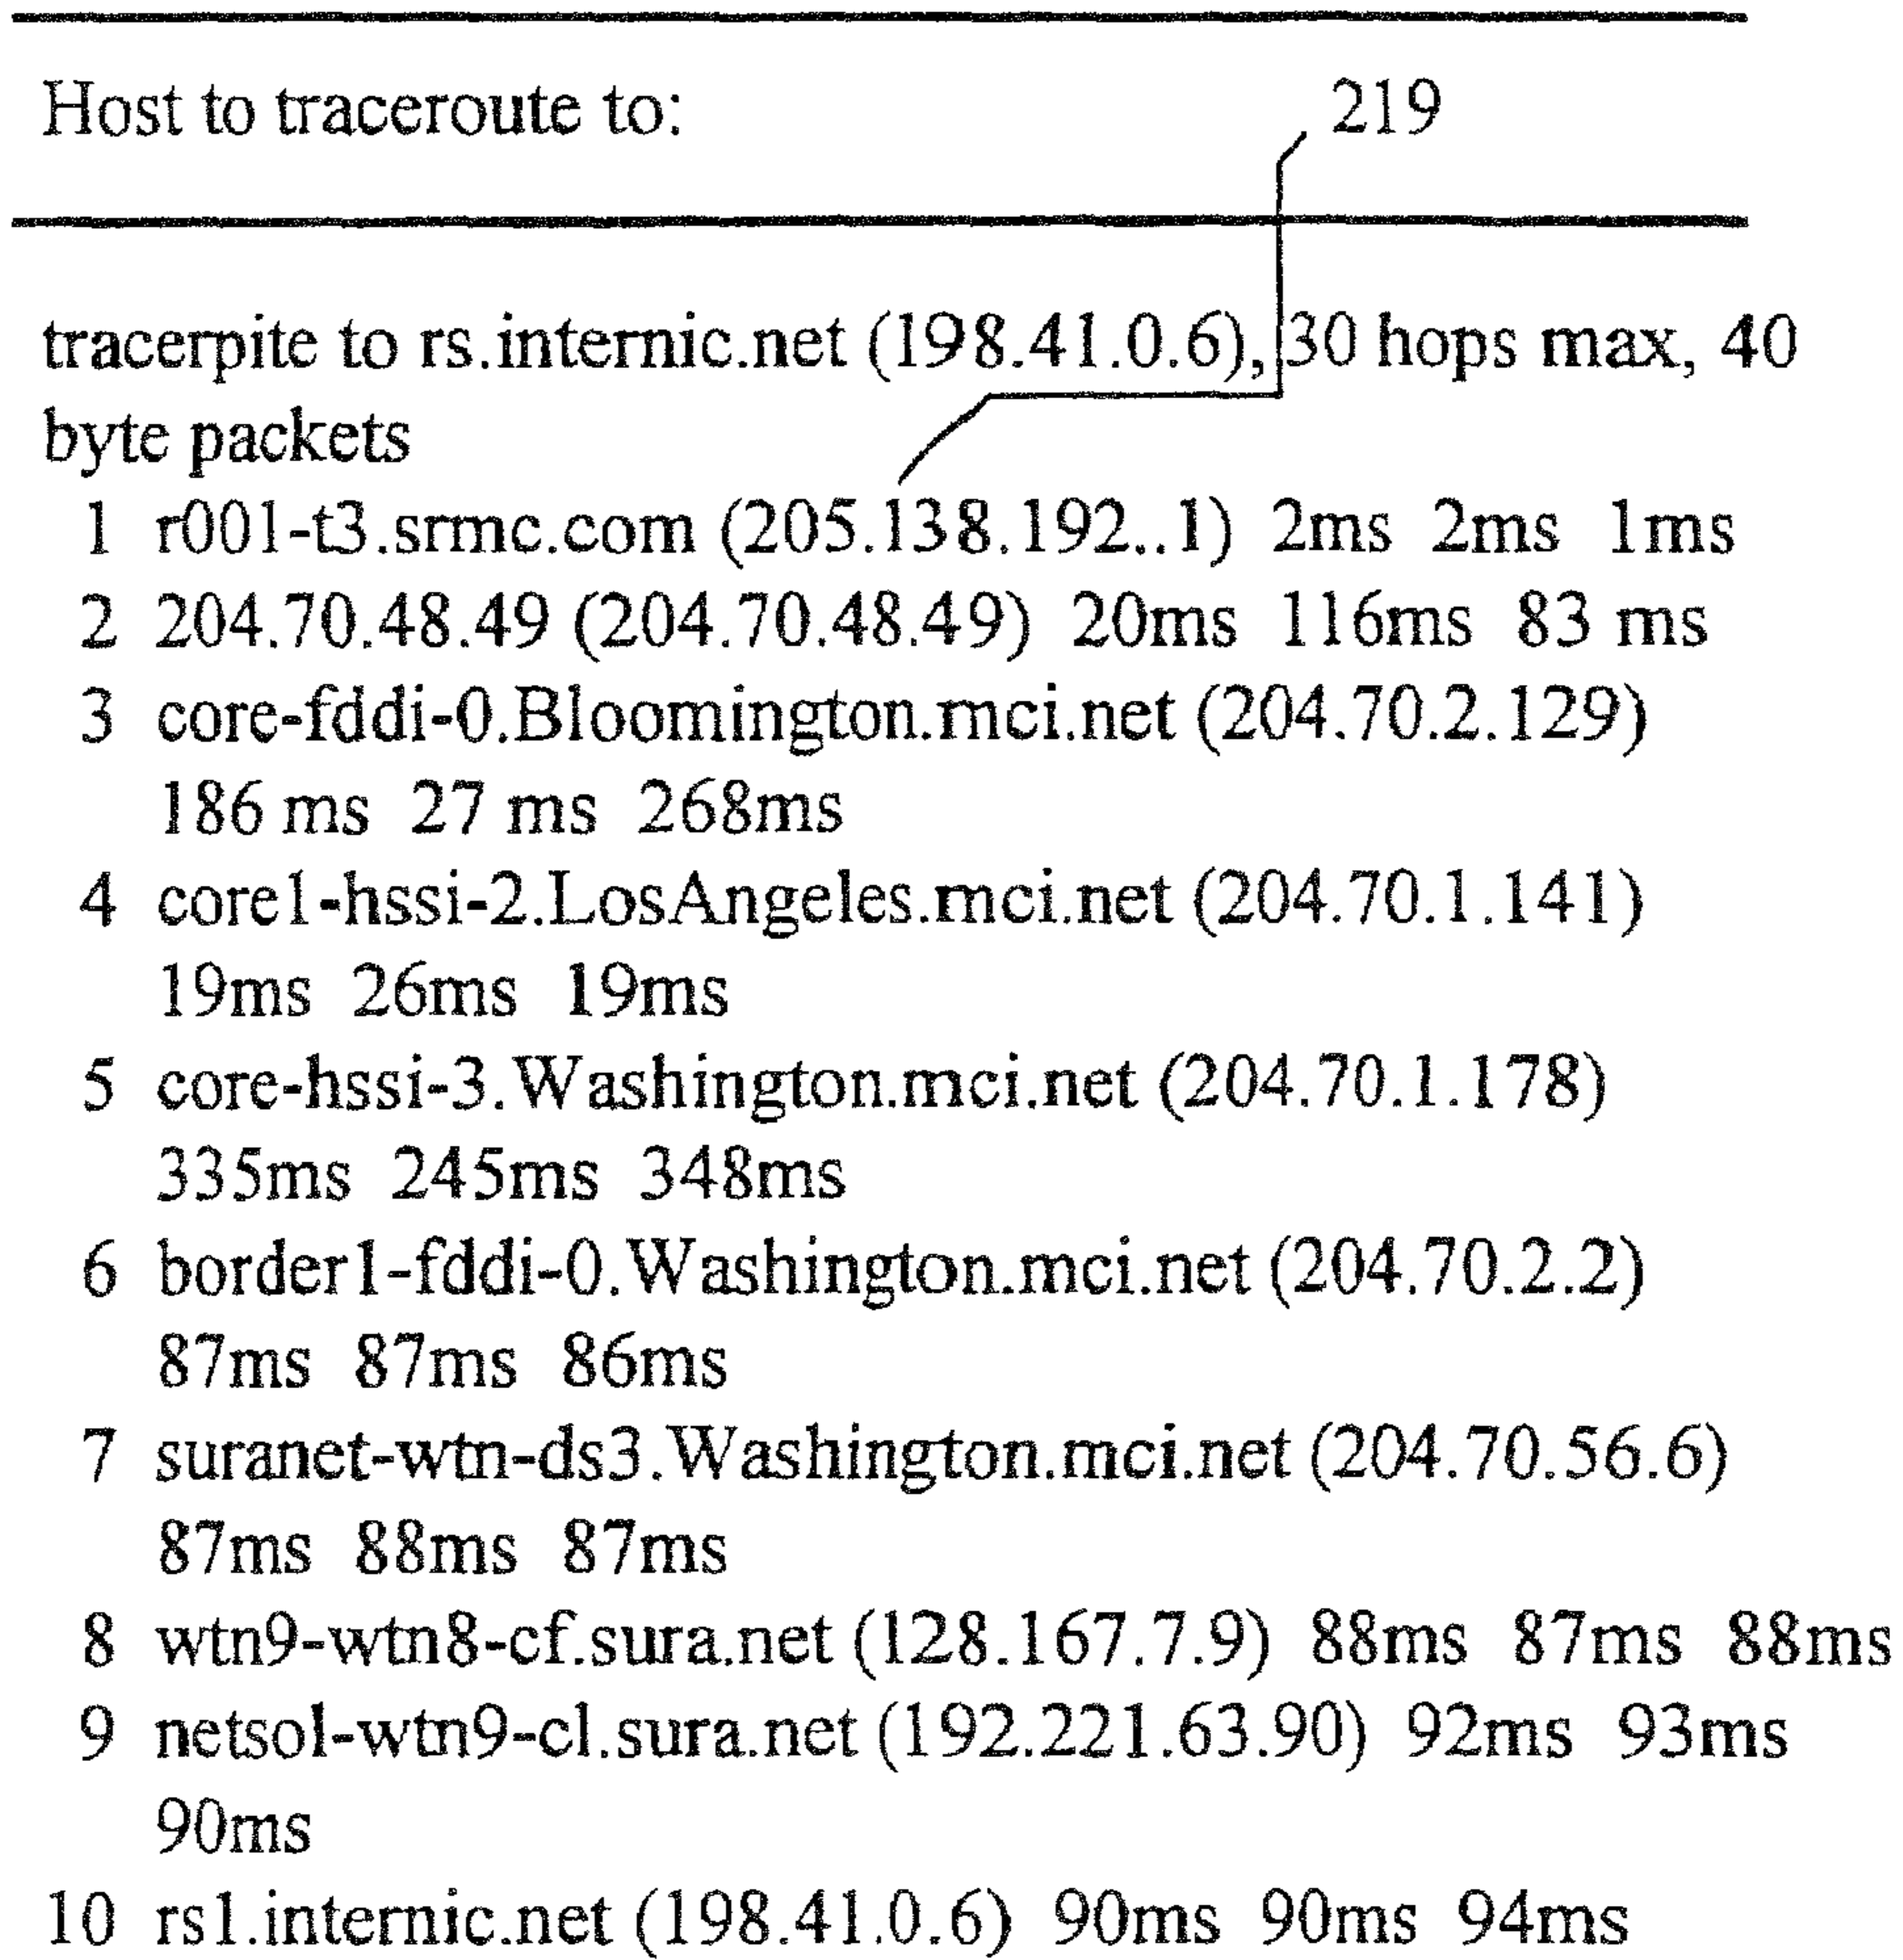 Host to traceroute to:
219
tracerpite to rs.internic.net (198.41.0.6), 30 hops max, 40
byte packets
1 r001-t3.srmc.com (205.138.192..1) 2ms 2ms 1ms
2 204.70.48.49 (204.70.48.49) 20ms 116ms 83 ms
3 core-fddi-0.Bloomington.mci.net (204.70.2.129)
186 ms 27 ms 268ms
4 core1-hssi-2.LosAngeles.mci.net (204.70.1.141)
19ms 26ms 19ms
5 core-hssi-3.Washington.mci.net (204.70.1.178)
335ms 245ms 348ms
6 border1-fddi-0.Washington.mci.net (204.70.2.2)
87ms 87ms 86ms
7 suranet-wtn-ds3.Washington.mci.net (204.70.56.6)
87ms 88ms 87ms
8 wtn9-wtn8-cf.sura.net (128.167.7.9) 88ms 87ms 88ms
9 netsol-wtn9-cl.sura.net (192.221.63.90) 92ms 93ms
90ms
10 rs1.internic.net (198.41.0.6) 90ms 90ms 94ms